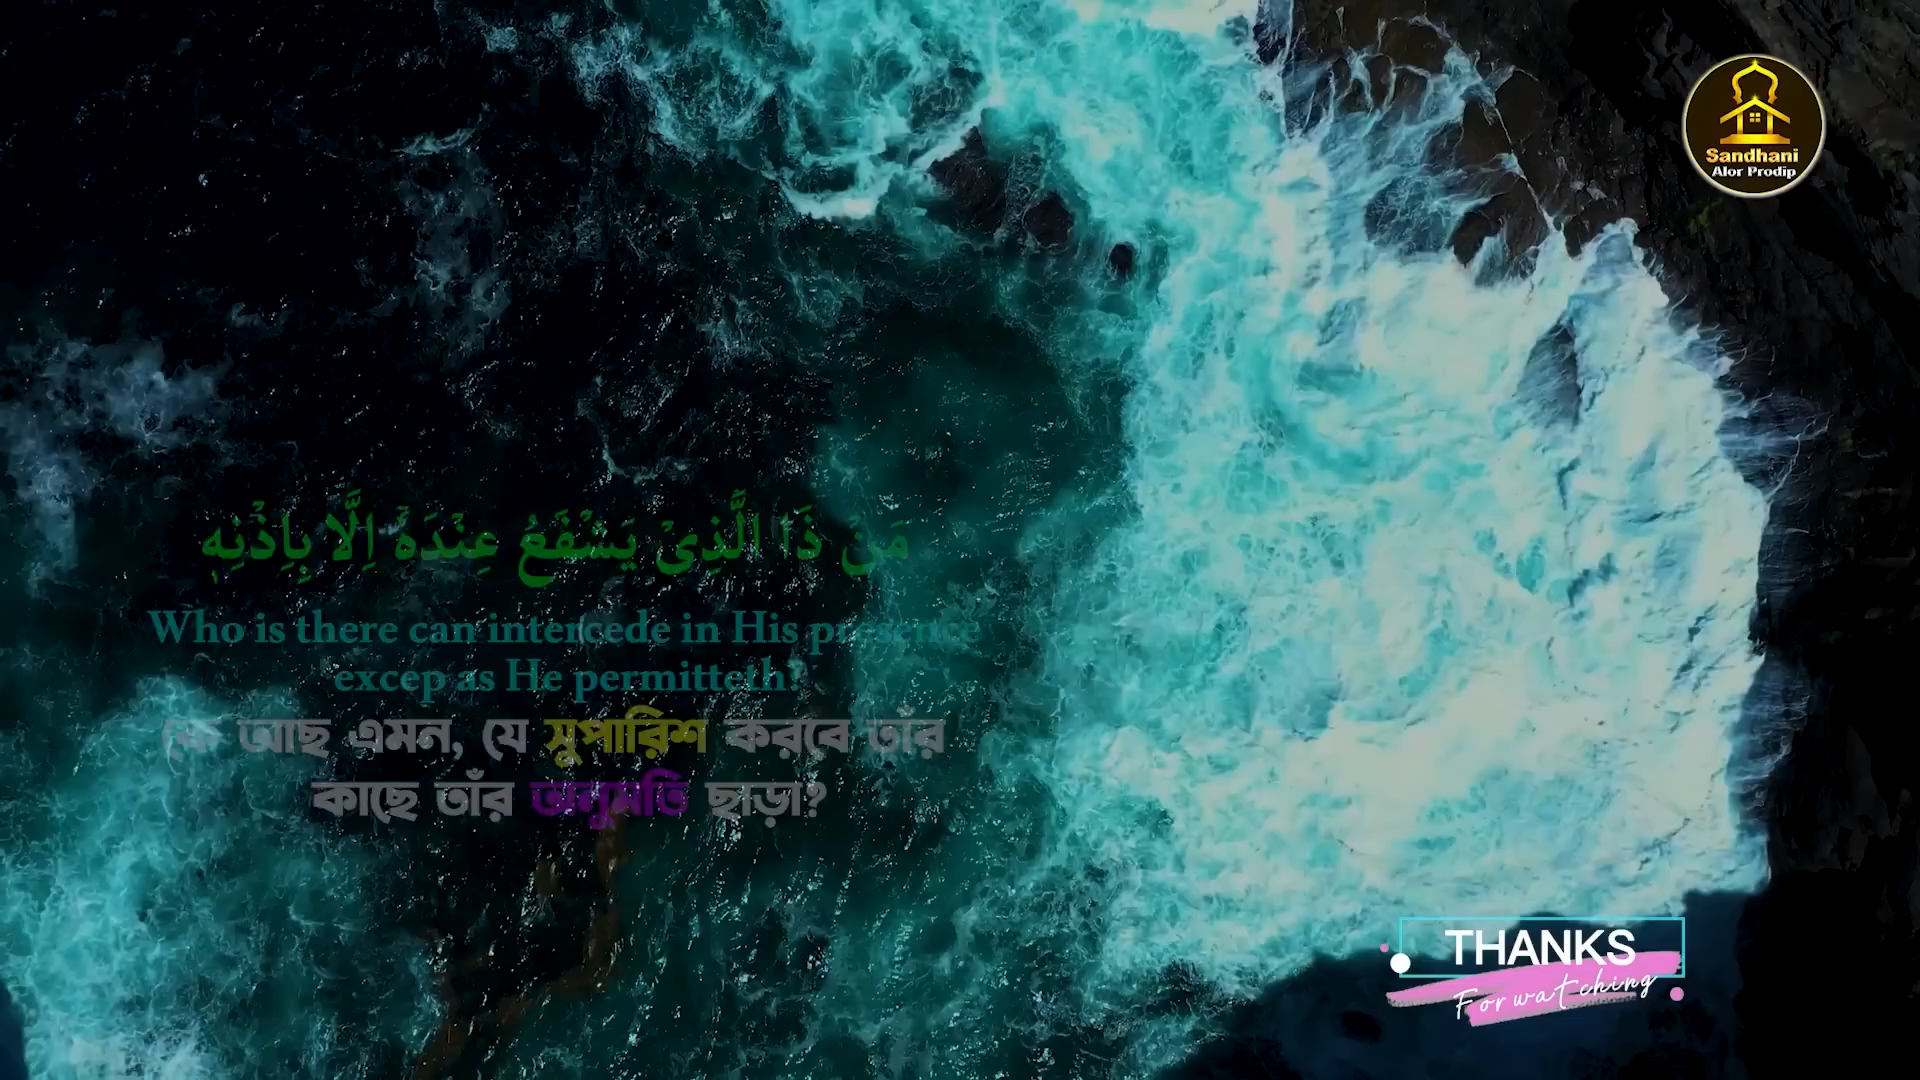 Sandhani
Alor Prodip
مَنْ ذَا الَّذِىْ يَشْفَعُ عِنْدَهٗۤ اِلَّا بِاِذْنِهٖ
Who is there can intercede in His presence
excep as He permitteth?
কে আছ এমন, যে সুপারিশ করবে তাঁর
কাছে তাঁর অনুমতি ছাড়া?
THANKS
For watching